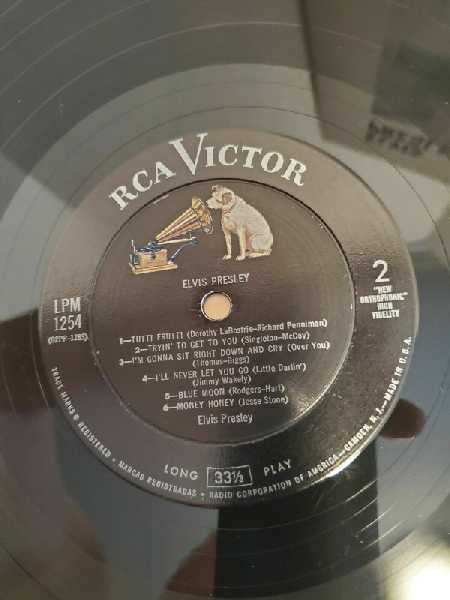 RCA VICTOR
ELVIS PRESLEY
LPM
1254
2
"NEW
ORTHOPHONIC"
HIGH
FIDELITY
1—TUTTI FRUTTI (Dorothy LaBostrie-Richard Penniman)
2—TRYIN' TO GET TO YOU (Singleton-McCoy)
3—I'M GONNA SIT RIGHT DOWN AND CRY (Over You)
(Thomas-Biggs)
4—I'LL NEVER LET YOU GO (Little Darlin')
(Jimmy Wakely)
5—BLUE MOON (Rodgers-Hart)
6—MONEY HONEY (Jesse Stone)
Elvis Presley
LONG 33⅓ PLAY
TRADE MARKS ® REGISTERED • MARCAS REGISTRADAS • RADIO CORPORATION OF AMERICA—CAMDEN, N.J.—MADE IN U.S.A.